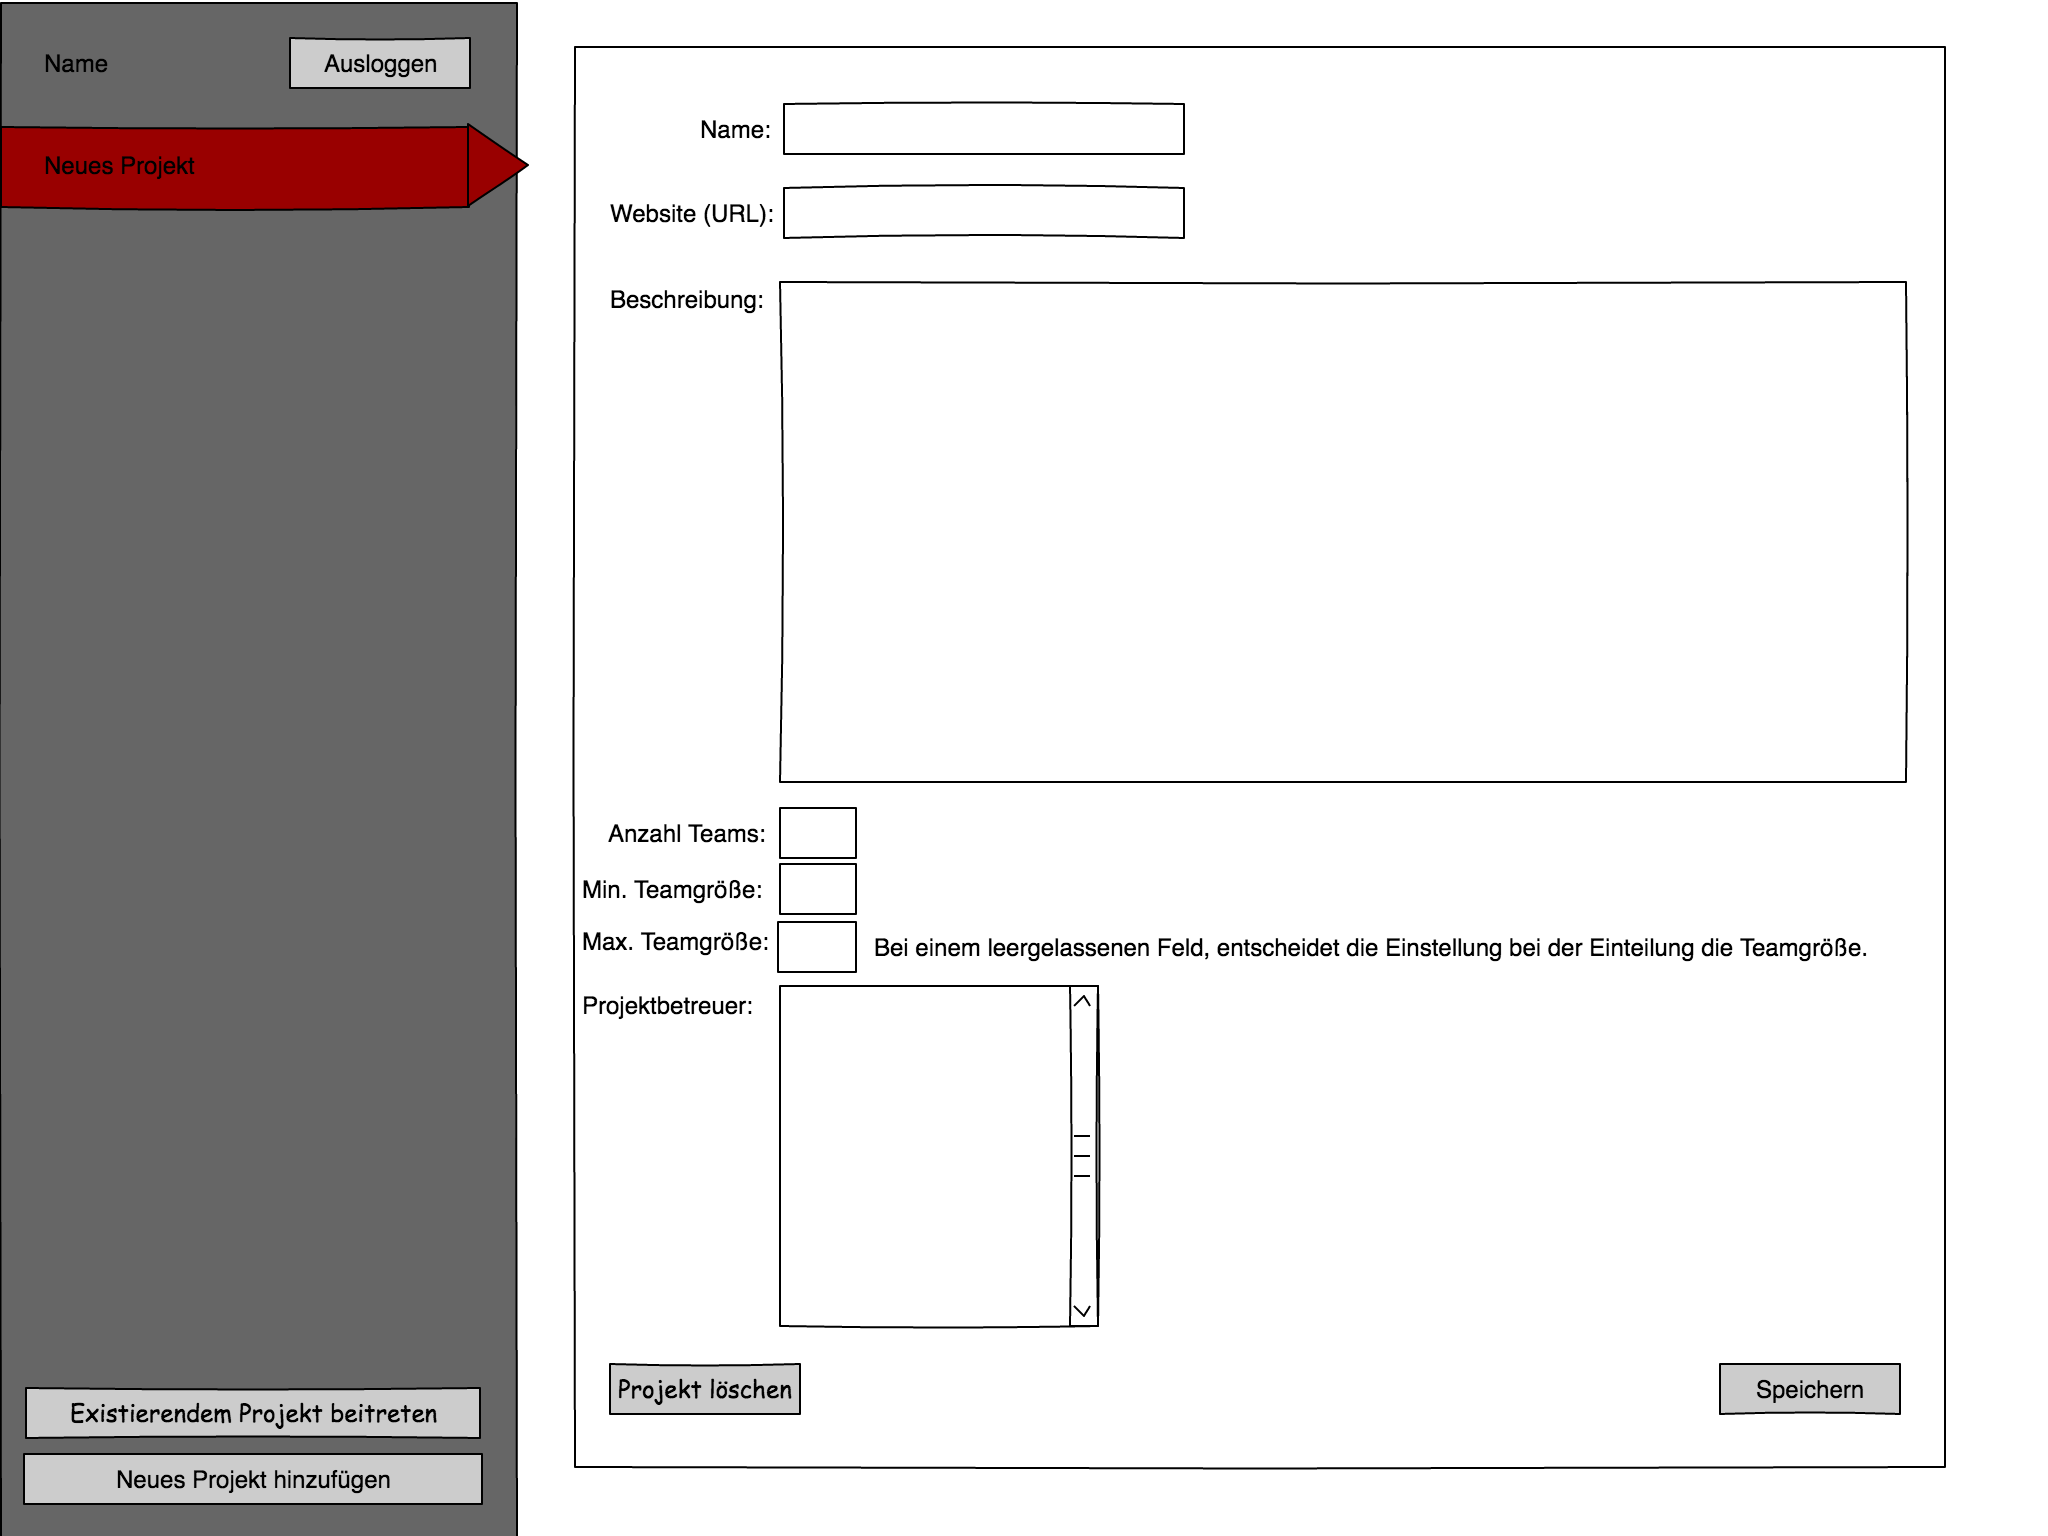 Name
Ausloggen
Neues Projekt
Name:
Website (URL):
Beschreibung:
Anzahl Teams:
Min. Teamgröße:
Max. Teamgröße:
Bei einem leergelassenen Feld, entscheidet die Einstellung bei der Einteilung die Teamgröße.
Projektbetreuer:
Projekt löschen
Speichern
Existierendem Projekt beitreten
Neues Projekt hinzufügen